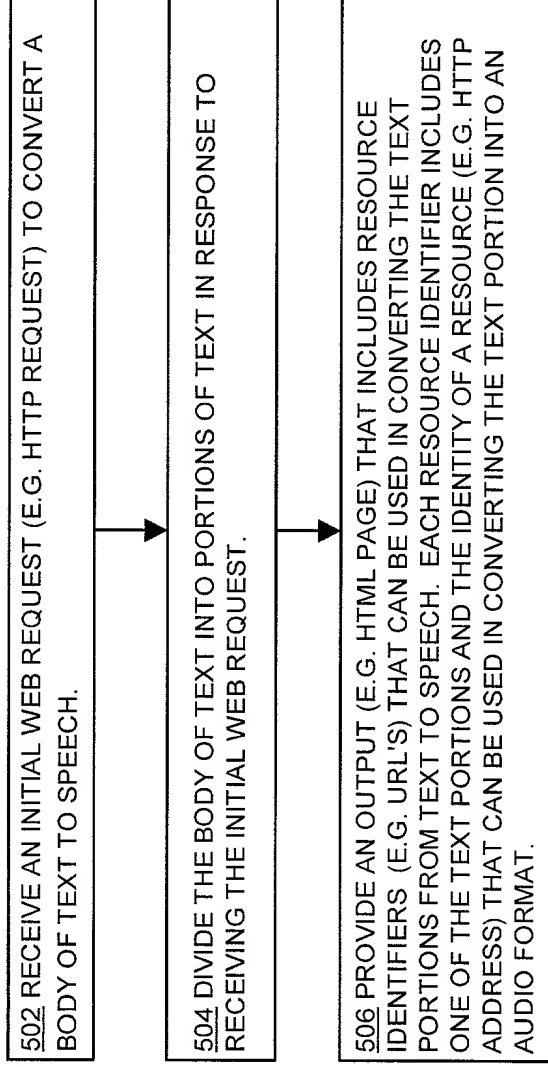 502 RECEIVE AN INITIAL WEB REQUEST (E.G. HTTP REQUEST) TO CONVERT A
BODY OF TEXT TO SPEECH.
504 DIVIDE THE BODY OF TEXT INTO PORTIONS OF TEXT IN RESPONSE TO
RECEIVING THE INITIAL WEB REQUEST.
506 PROVIDE AN OUTPUT (E.G. HTML PAGE) THAT INCLUDES RESOURCE
IDENTIFIERS (E.G. URL'S) THAT CAN BE USED IN CONVERTING THE TEXT
PORTIONS FROM TEXT TO SPEECH. EACH RESOURCE IDENTIFIER INCLUDES
ONE OF THE TEXT PORTIONS AND THE IDENTITY OF A RESOURCE (E.G. HTTP
ADDRESS) THAT CAN BE USED IN CONVERTING THE TEXT PORTION INTO AN
AUDIO FORMAT.